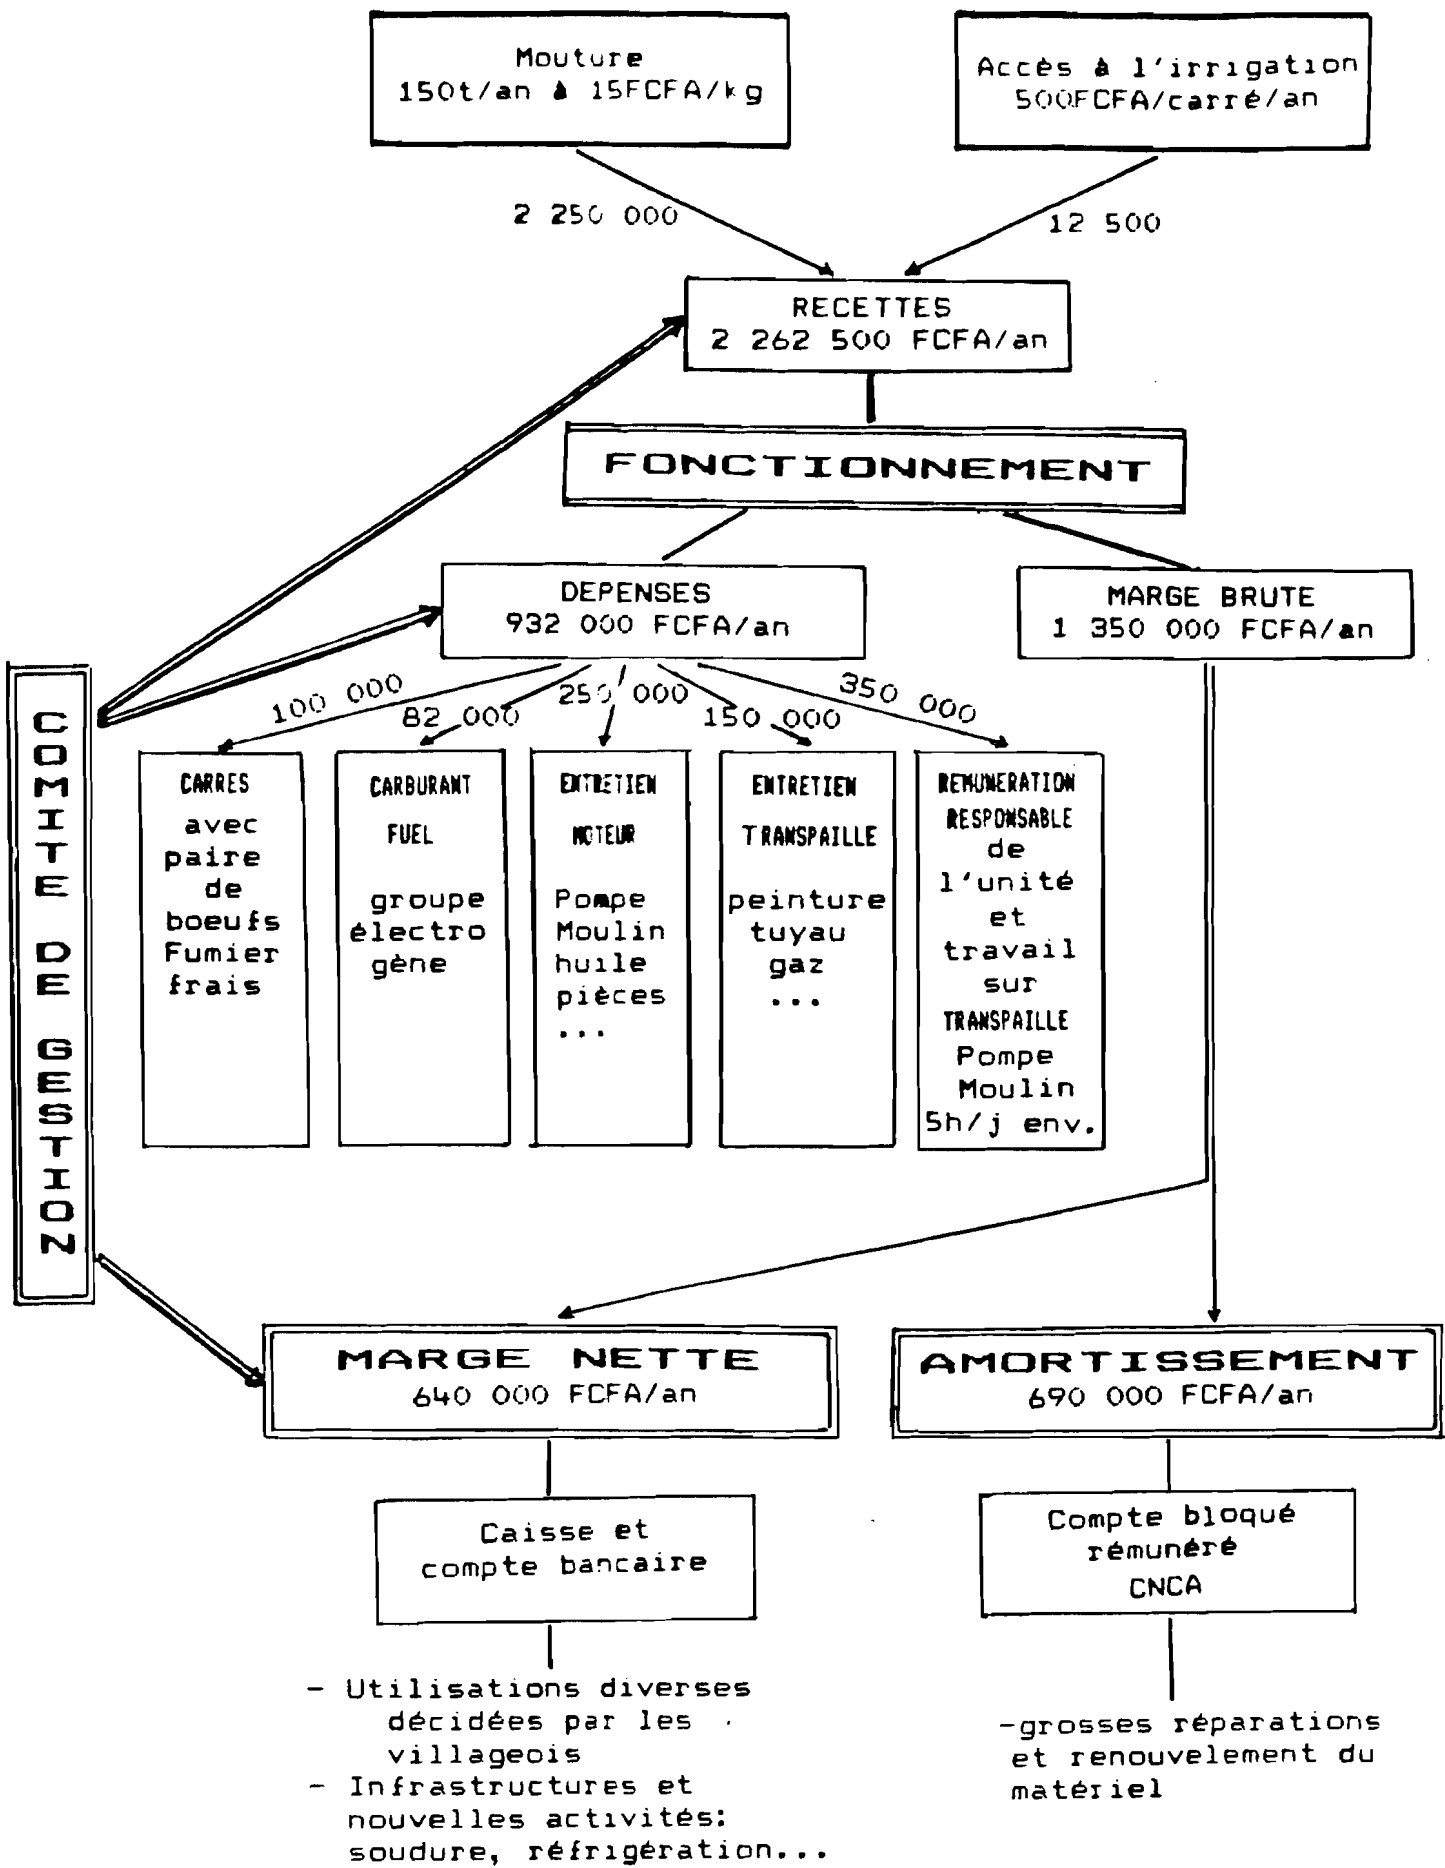 Mouture
150t/an à 15FCFA/kg
Accès à l'irrigation
500FCFA/carré/an
2 250 000
12 500
RECETTES
2 262 500 FCFA/an
FONCTIONNEMENT
DEPENSES
932 000 FCFA/an
MARGE BRUTE
1 350 000 FCFA/an
100 000
82 000
250 000
150 000
350 000
COMITE DE GESTION
CARRES
avec
paire
de
boeufs
Fumier
frais
CARBURANT
FUEL
groupe
électro
gène
ENTRETIEN
MOTEUR
Pompe
Moulin
huile
pièces
...
ENTRETIEN
TRANSPAILLE
peinture
tuyau
gaz
...
REMUNERATION
RESPONSABLE
de
l'unité
et
travail
sur
TRANSPAILLE
Pompe
Moulin
5h/j env.
MARGE NETTE
640 000 FCFA/an
AMORTISSEMENT
690 000 FCFA/an
Caisse et
compte bancaire
Compte bloqué
rémunéré
CNCA
- Utilisations diverses
décidées par les
villageois
- Infrastructures et
nouvelles activités:
soudure, réfrigération...
-grosses réparations
et renouvelement du
matériel